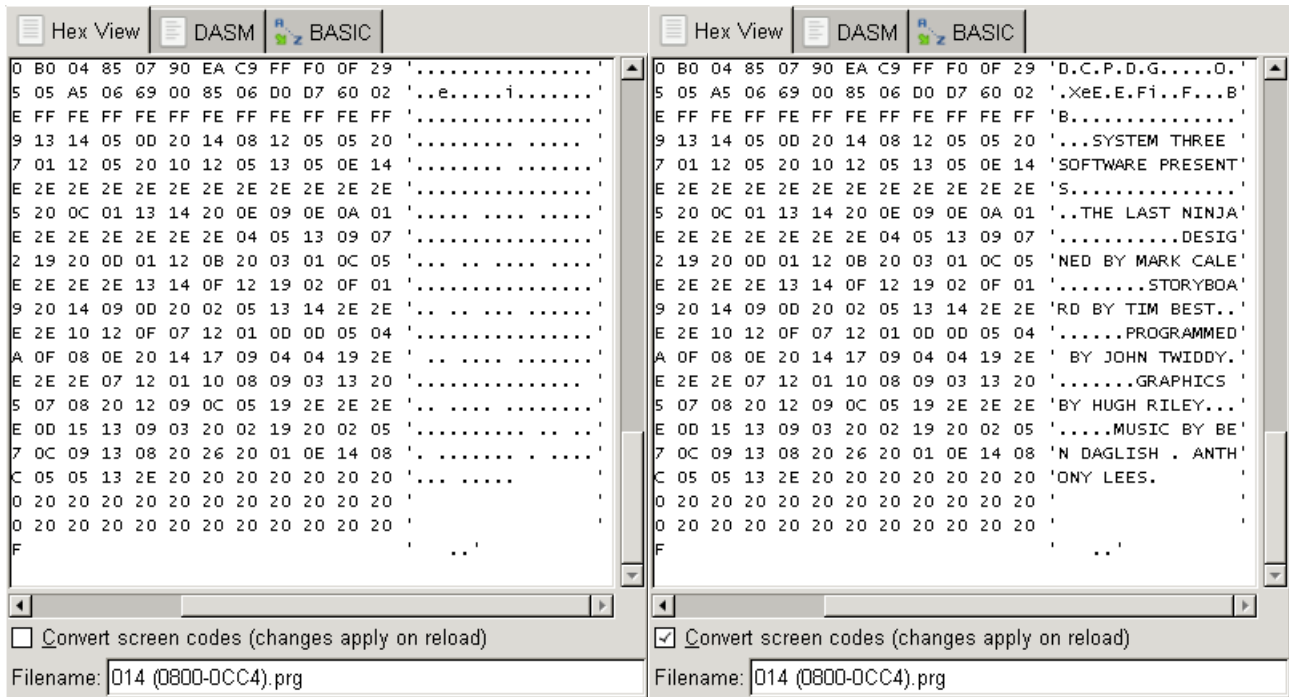 Hex View DASM BASIC
0 B0 04 85 07 90 EA C9 FF F0 0F 29 '................'
5 05 A5 06 69 00 85 06 D0 D7 60 02 '..e.....i.......'
E FF FE FF FE FF FE FF FE FF FE FF '................'
9 13 14 05 0D 20 14 08 12 05 05 20 '......... ..... '
7 01 12 05 20 10 12 05 13 05 0E 14 '........ .......'
E 2E 2E 2E 2E 2E 2E 2E 2E 2E 2E 2E '................'
5 20 0C 01 13 14 20 0E 09 0E 0A 01 '..... .... .....'
E 2E 2E 2E 2E 2E 2E 04 05 13 09 07 '................'
2 19 20 0D 01 12 0B 20 03 01 0C 05 '... .. .... ....'
E 2E 2E 2E 13 14 0F 12 19 02 0F 01 '................'
9 20 14 09 0D 20 02 05 13 14 2E 2E '.. .. ... ......'
E 2E 10 12 0F 07 12 01 0D 0D 05 04 '................'
A 0F 08 0E 20 14 17 09 04 04 19 2E ' .. .... .......'
E 2E 2E 07 12 01 10 08 09 03 13 20 '............... '
5 07 08 20 12 09 0C 05 19 2E 2E 2E '.. .... ........'
E 0D 15 13 09 03 20 02 19 20 02 05 '.......... .. ..'
7 0C 09 13 08 20 26 20 01 0E 14 08 '. ....... . ....'
C 05 05 13 2E 20 20 20 20 20 20 20 '... .....       '
0 20 20 20 20 20 20 20 20 20 20 20 '                '
0 20 20 20 20 20 20 20 20 20 20 20 '                '
F '    ..'
Convert screen codes (changes apply on reload)
Filename: 014 (0800-0CC4).prg
Hex View DASM BASIC
0 B0 04 85 07 90 EA C9 FF F0 0F 29 'D.C.P.D.G.....O.'
5 05 A5 06 69 00 85 06 D0 D7 60 02 '.XeE.E.Fi..F...B'
E FF FE FF FE FF FE FF FE FF FE FF 'B...............'
9 13 14 05 0D 20 14 08 12 05 05 20 '...SYSTEM THREE '
7 01 12 05 20 10 12 05 13 05 0E 14 'SOFTWARE PRESENT'
E 2E 2E 2E 2E 2E 2E 2E 2E 2E 2E 2E 'S...............'
5 20 0C 01 13 14 20 0E 09 0E 0A 01 '..THE LAST NINJA'
E 2E 2E 2E 2E 2E 2E 04 05 13 09 07 '...........DESIG'
2 19 20 0D 01 12 0B 20 03 01 0C 05 'NED BY MARK CALE'
E 2E 2E 2E 13 14 0F 12 19 02 0F 01 '........STORYBOA'
9 20 14 09 0D 20 02 05 13 14 2E 2E 'RD BY TIM BEST..'
E 2E 10 12 0F 07 12 01 0D 0D 05 04 '......PROGRAMMED'
A 0F 08 0E 20 14 17 09 04 04 19 2E ' BY JOHN TWIDDY.'
E 2E 2E 07 12 01 10 08 09 03 13 20 '.......GRAPHICS '
5 07 08 20 12 09 0C 05 19 2E 2E 2E 'BY HUGH RILEY...'
E 0D 15 13 09 03 20 02 19 20 02 05 '.....MUSIC BY BE'
7 0C 09 13 08 20 26 20 01 0E 14 08 'N DAGLISH . ANTH'
C 05 05 13 2E 20 20 20 20 20 20 20 'ONY LEES.       '
0 20 20 20 20 20 20 20 20 20 20 20 '                '
0 20 20 20 20 20 20 20 20 20 20 20 '                '
F '    ..'
Convert screen codes (changes apply on reload)
Filename: 014 (0800-0CC4).prg